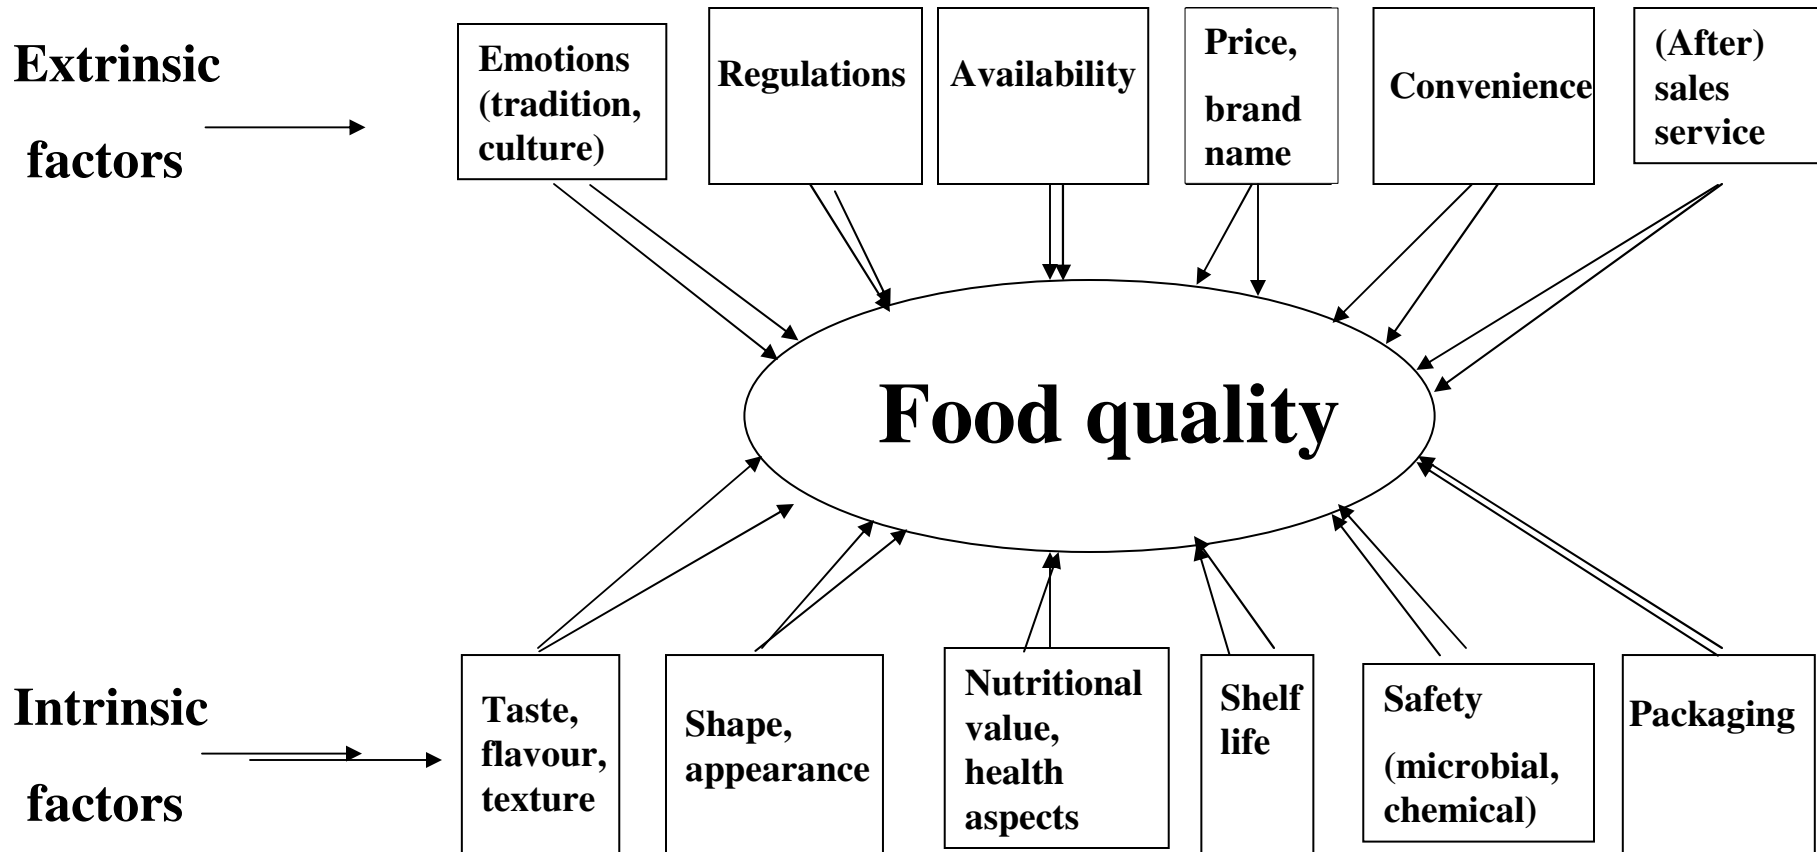 Extrinsic
factors
Emotions
(tradition,
culture)
Regulations
Availability
Price,
brand
name
Convenience
(After)
sales
service
Food quality
Intrinsic
factors
Taste,
flavour,
texture
Shape,
appearance
Nutritional
value,
health
aspects
Shelf
life
Safety
(microbial,
chemical)
Packaging